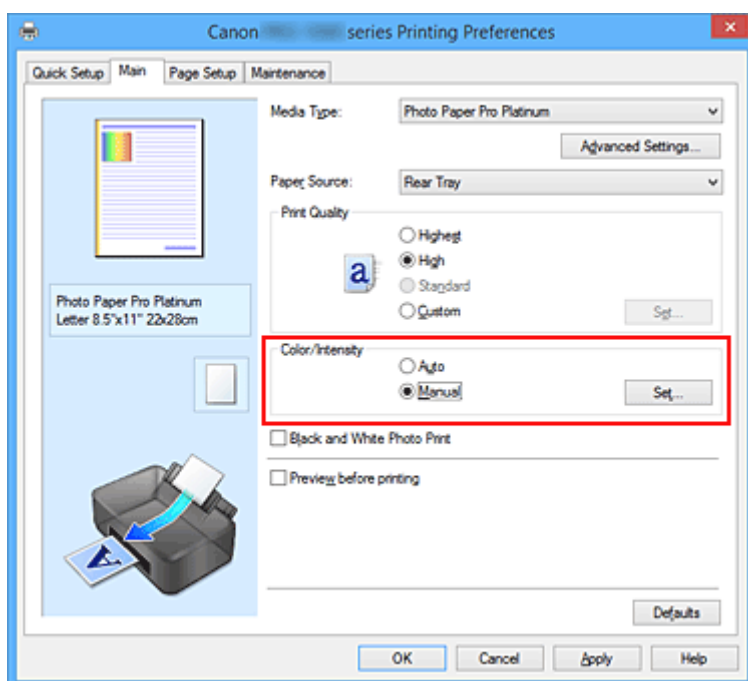 Canon series Printing Preferences
Quick Setup Main Page Setup Maintenance
Media Type: Photo Paper Pro Platinum
Advanced Settings...
Paper Source: Rear Tray
Print Quality
Highest
a High
Standard
Custom Set...
Photo Paper Pro Platinum
Letter 8.5"x11" 22x28cm
Color/Intensity
Auto
Manual Set...
Black and White Photo Print
Preview before printing
A
Defaults
OK Cancel Apply Help